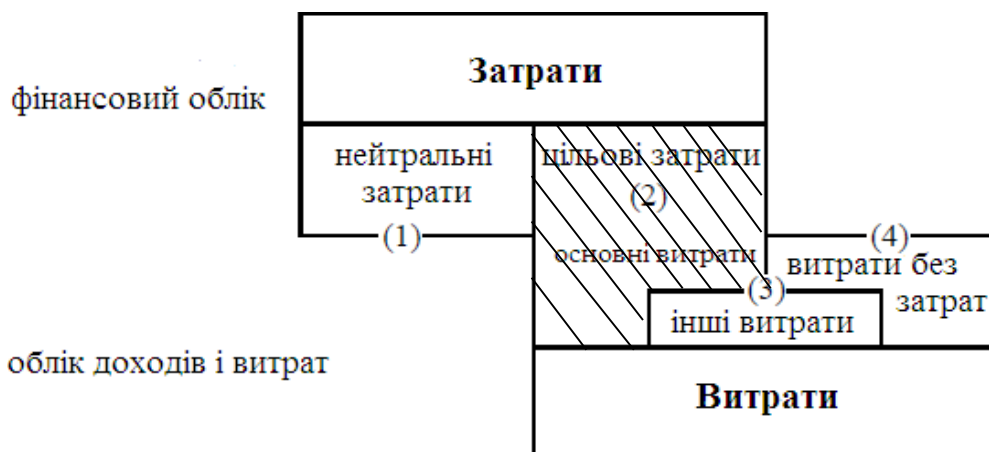 Затрати
фінансовий облік
нейтральні
затрати
(1)
цільові затрати
(2)
основні витрати
(4)
витрати без
затрат
(3)
інші витрати
облік доходів і витрат
Витрати